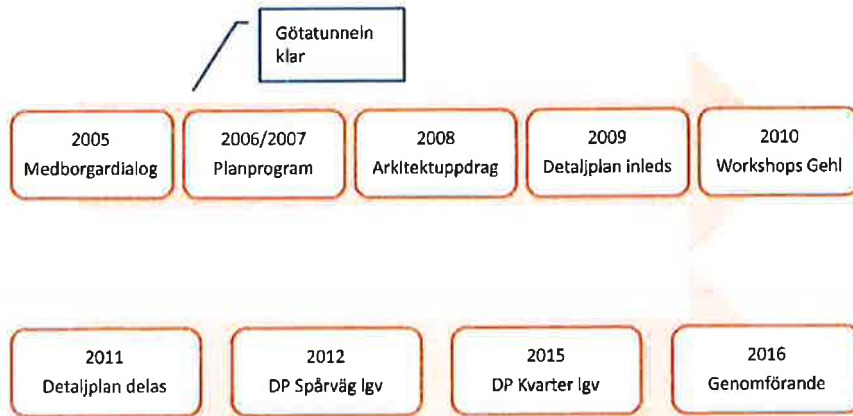 Götatunneln
klar
2005
Medborgardialog
2006/2007
Planprogram
2008
Arkitektuppdrag
2009
Detaljplan inleds
2010
Workshops Gehl
2011
Detaljplan delas
2012
DP Spårväg lgv
2015
DP Kvarter lgv
2016
Genomförande